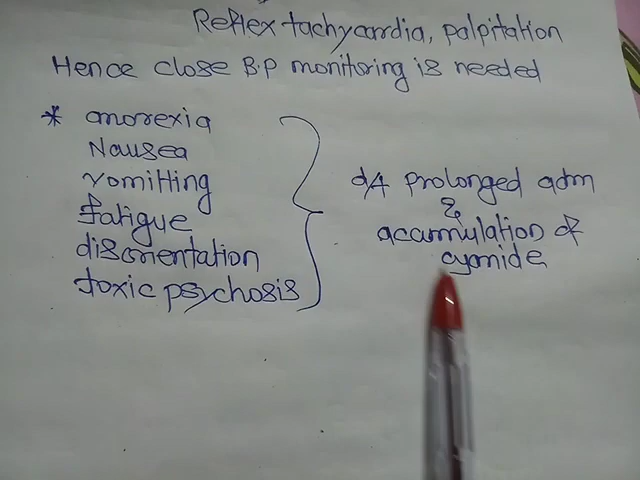 Reflex tachycardia, palpitation
Hence close B.P monitoring is needed
* anorexia
Nausea
vomitting
fatigue
disorientation
toxic psychosis
d/t prolonged adm
&
accumulation of
cyanide